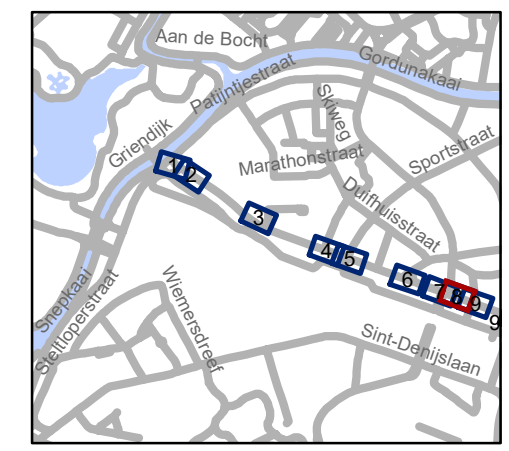 Aan de Bocht
Gordunakaai
Patijntjestraat
Skiweg
Griendijk
Marathonstraat
Sportstraat
Duifhuisstraat
1
2
3
4
5
6
7
8
9
9
Snepkaai
Steltloperstraat
Wiemersdreef
Sint-Denijslaan